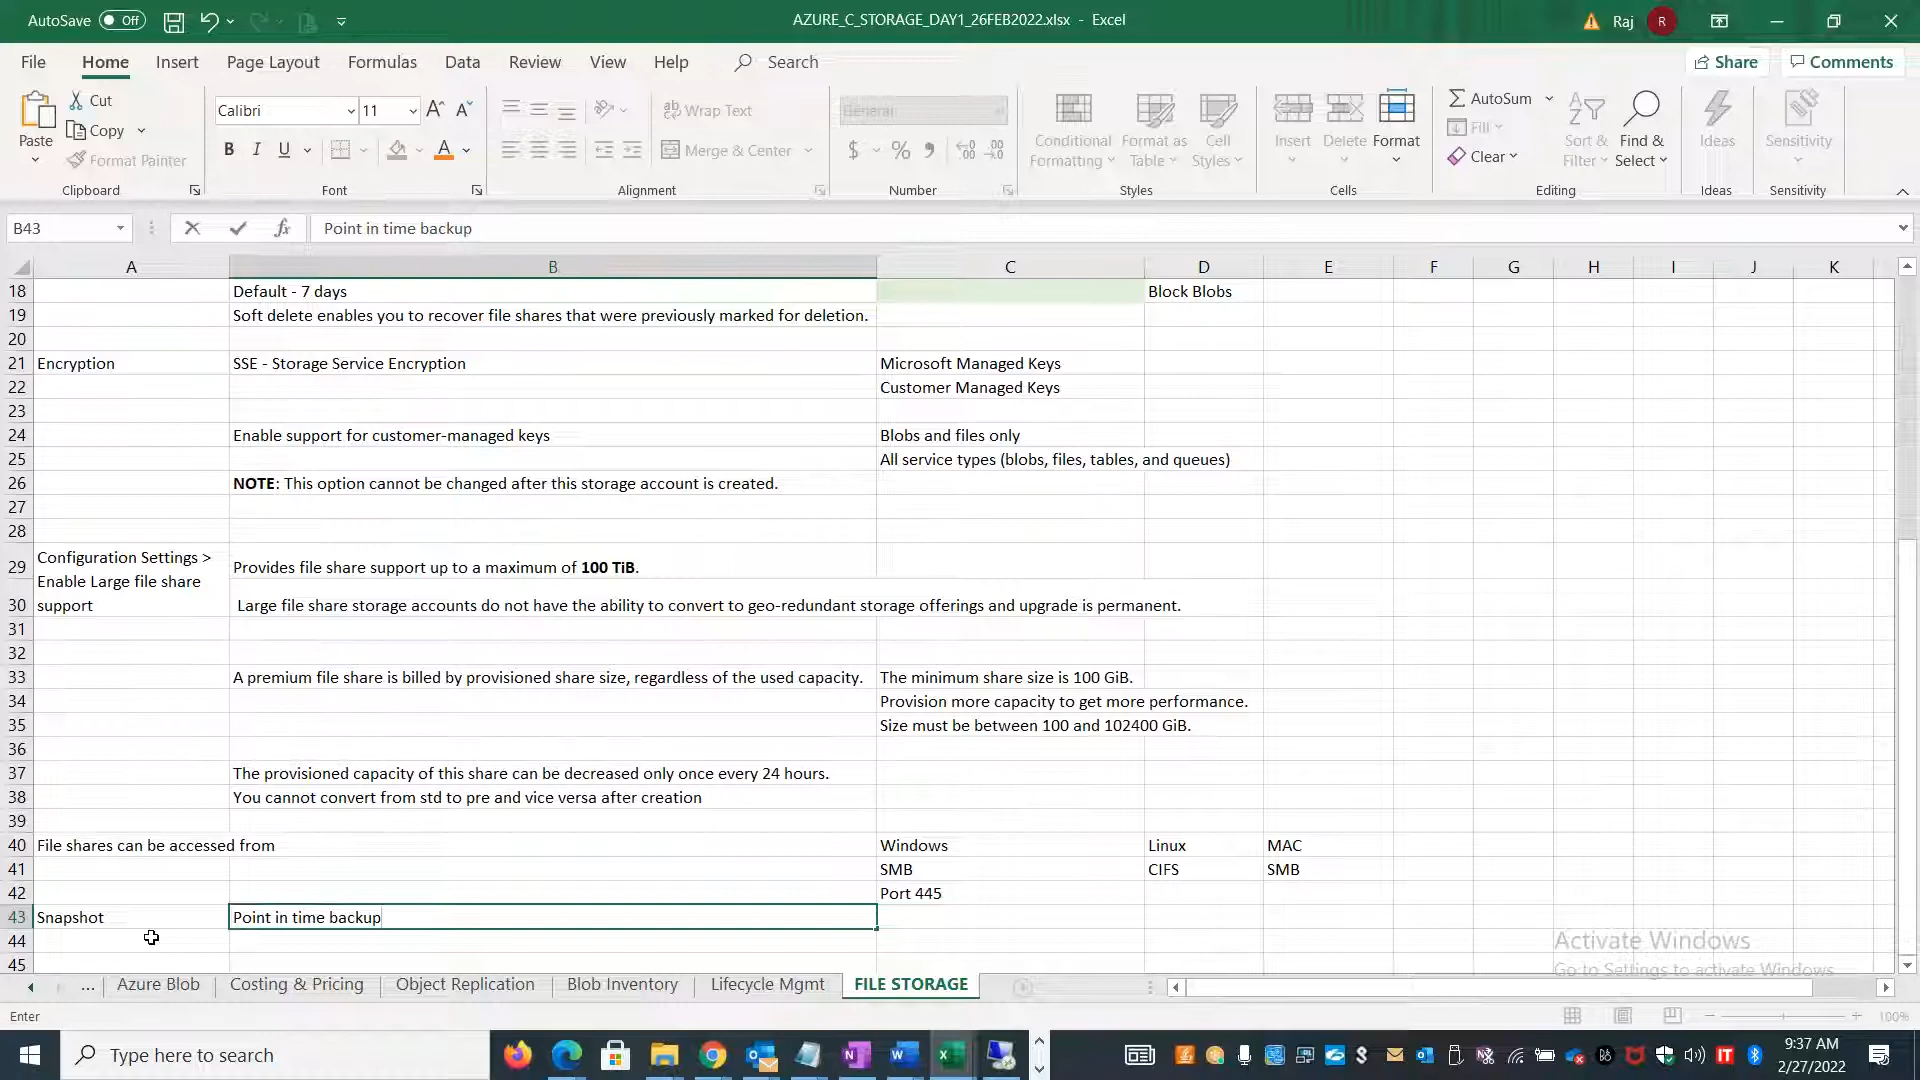 AutoSave Off
AZURE_C_STORAGE_DAY1_26FEB2022.xlsx - Excel
Raj R
File Home Insert Page Layout Formulas Data Review View Help Search
Share Comments
Paste
Cut
Copy
Format Painter
Clipboard
Calibri 11
B I U
Font
Wrap Text
Merge & Center
Alignment
General
$ % 9
Number
Conditional Formatting
Format as Table
Cell Styles
Styles
Insert Delete Format
Cells
AutoSum
Fill
Clear
Sort & Filter
Find & Select
Editing
Ideas
Ideas
Sensitivity
Sensitivity
B43 fx Point in time backup
A B C D E F G H I J K
18 Default - 7 days Block Blobs
19 Soft delete enables you to recover file shares that were previously marked for deletion.
20
21 Encryption SSE - Storage Service Encryption Microsoft Managed Keys
22 Customer Managed Keys
23
24 Enable support for customer-managed keys Blobs and files only
25 All service types (blobs, files, tables, and queues)
26 NOTE: This option cannot be changed after this storage account is created.
27
28
Configuration Settings >
29 Enable Large file share Provides file share support up to a maximum of 100 TiB.
30 support Large file share storage accounts do not have the ability to convert to geo-redundant storage offerings and upgrade is permanent.
31
32
33 A premium file share is billed by provisioned share size, regardless of the used capacity. The minimum share size is 100 GiB.
34 Provision more capacity to get more performance.
35 Size must be between 100 and 102400 GiB.
36
37 The provisioned capacity of this share can be decreased only once every 24 hours.
38 You cannot convert from std to pre and vice versa after creation
39
40 File shares can be accessed from Windows Linux MAC
41 SMB CIFS SMB
42 Port 445
43 Snapshot Point in time backup
44
45
Activate Windows
Go to Settings to activate Windows.
... Azure Blob Costing & Pricing Object Replication Blob Inventory Lifecycle Mgmt FILE STORAGE
Enter
100%
Type here to search
9:37 AM
2/27/2022